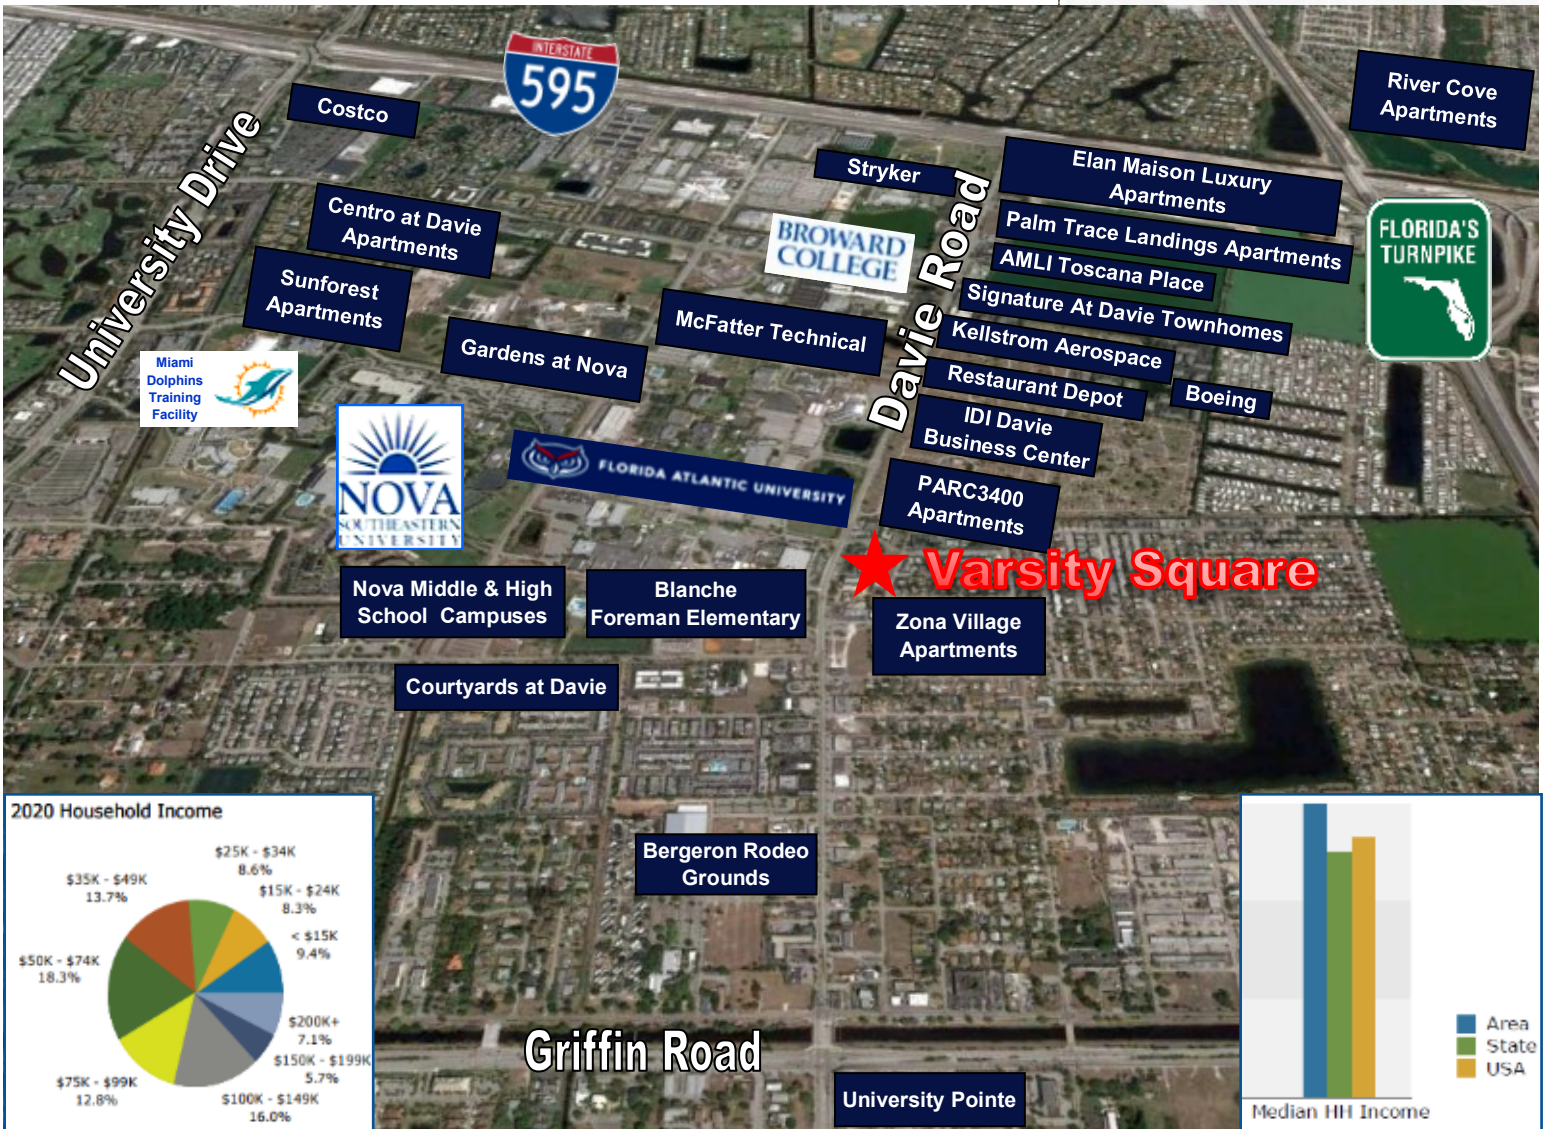 INTERSTATE
595
River Cove
Apartments
Costco
University Drive
Stryker
Davie Road
Elan Maison Luxury
Apartments
Centro at Davie
Apartments
BROWARD
COLLEGE
Palm Trace Landings Apartments
FLORIDA'S
TURNPIKE
AMLI Toscana Place
Sunforest
Apartments
Signature At Davie Townhomes
McFatter Technical
Gardens at Nova
Kellstrom Aerospace
Miami
Dolphins
Training
Facility
Restaurant Depot
Boeing
IDI Davie
Business Center
NOVA
SOUTHEASTERN
UNIVERSITY
FLORIDA ATLANTIC UNIVERSITY
PARC3400
Apartments
Varsity Square
Nova Middle & High
School Campuses
Blanche
Foreman Elementary
Zona Village
Apartments
Courtyards at Davie
Bergeron Rodeo
Grounds
Griffin Road
University Pointe
2020 Household Income
$25K - $34K
8.6%
$35K - $49K
13.7%
$15K - $24K
8.3%
< $15K
9.4%
$50K - $74K
18.3%
$200K+
7.1%
$150K - $199K
5.7%
$75K - $99K
12.8%
$100K - $149K
16.0%
Area
State
USA
Median HH Income